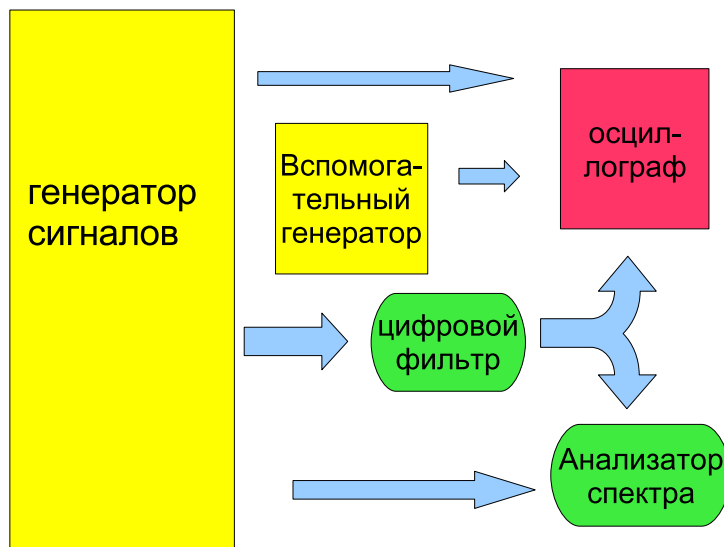 генератор
сигналов
Вспомога-
тельный
генератор
осцил-
лограф
цифровой
фильтр
Анализатор
спектра